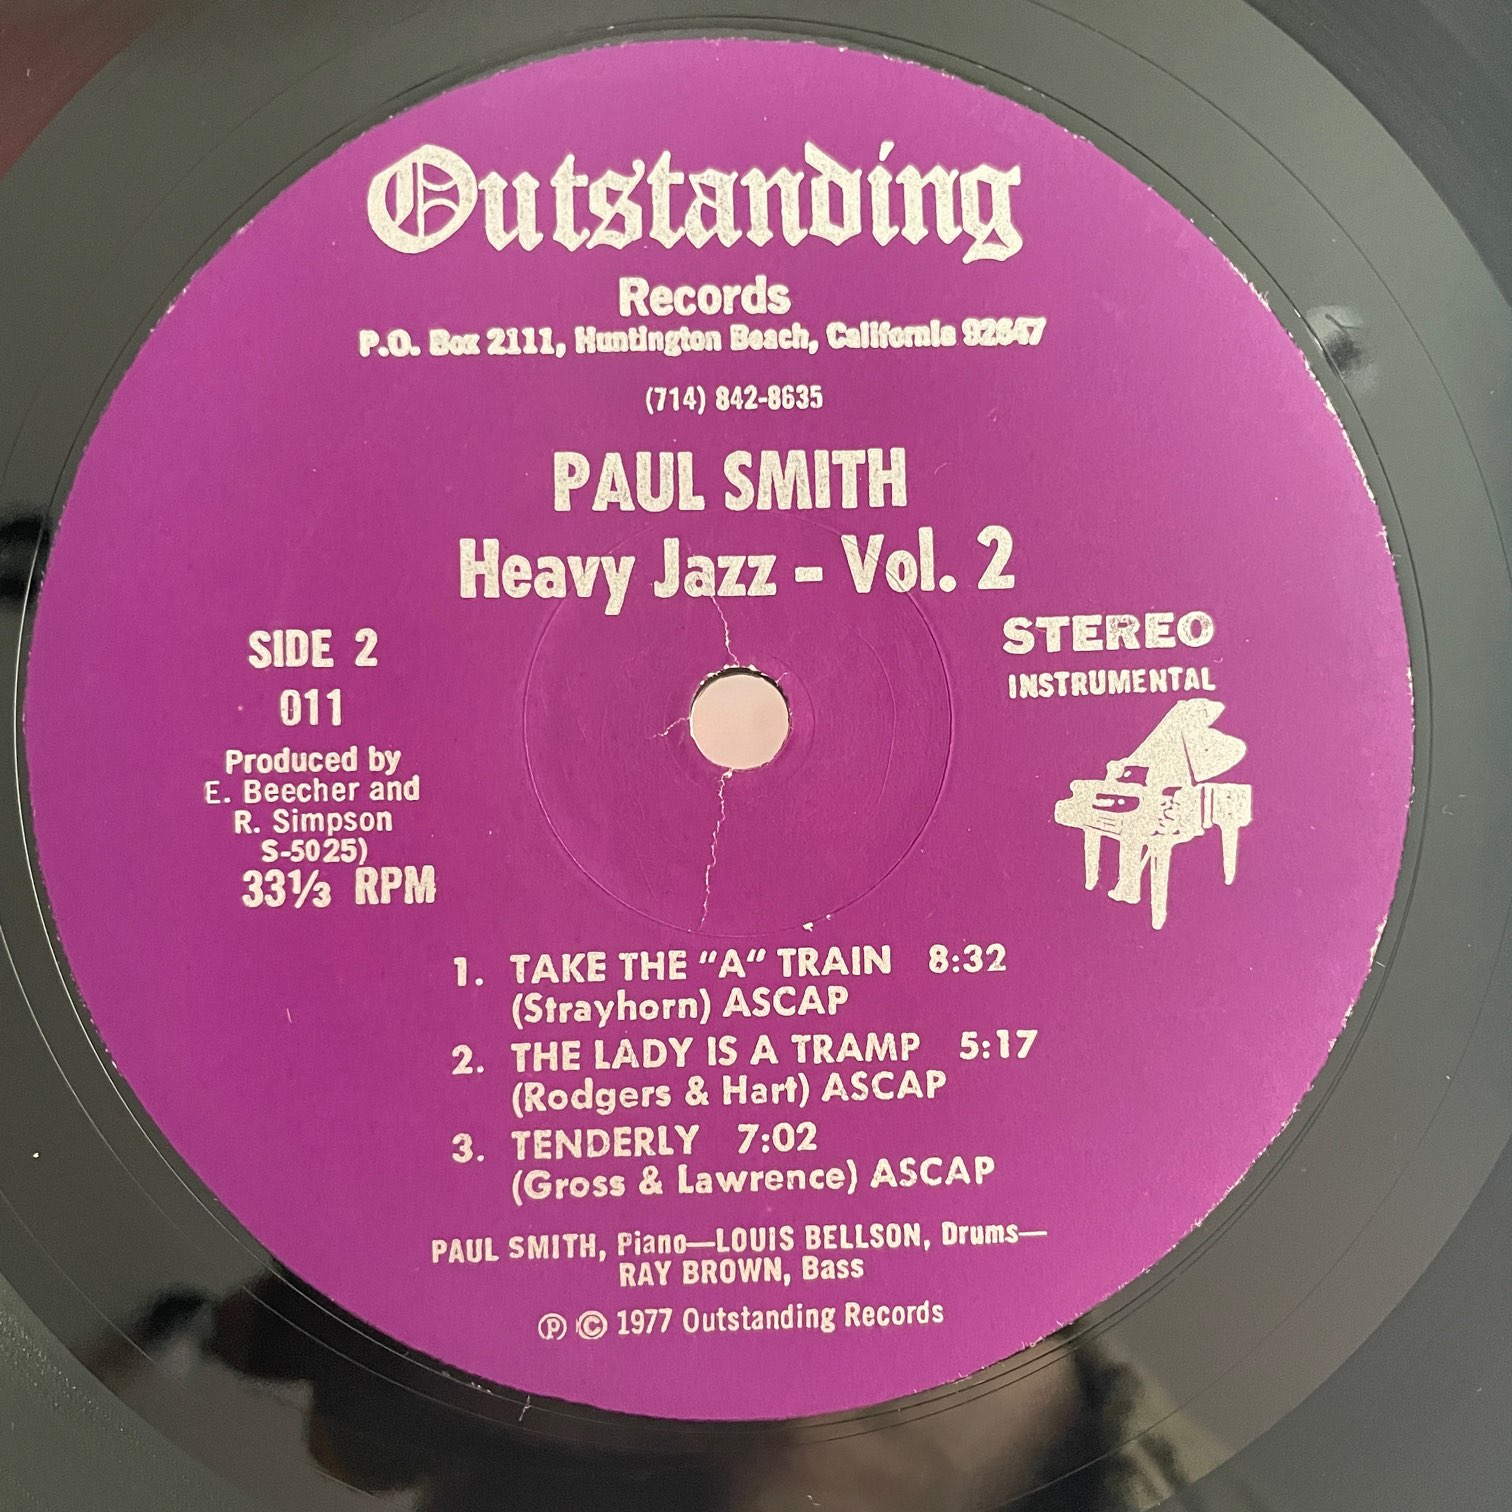 Outstanding
Records
P.O. Box 2111, Huntington Beach, California 92647
(714) 842-8635
PAUL SMITH
Heavy Jazz - Vol. 2
SIDE 2
011
Produced by
E. Beecher and
R. Simpson
S-5025)
33⅓ RPM
STEREO
INSTRUMENTAL
1. TAKE THE "A" TRAIN 8:32
(Strayhorn) ASCAP
2. THE LADY IS A TRAMP 5:17
(Rodgers & Hart) ASCAP
3. TENDERLY 7:02
(Gross & Lawrence) ASCAP
PAUL SMITH, Piano—LOUIS BELLSON, Drums—
RAY BROWN, Bass
℗ © 1977 Outstanding Records